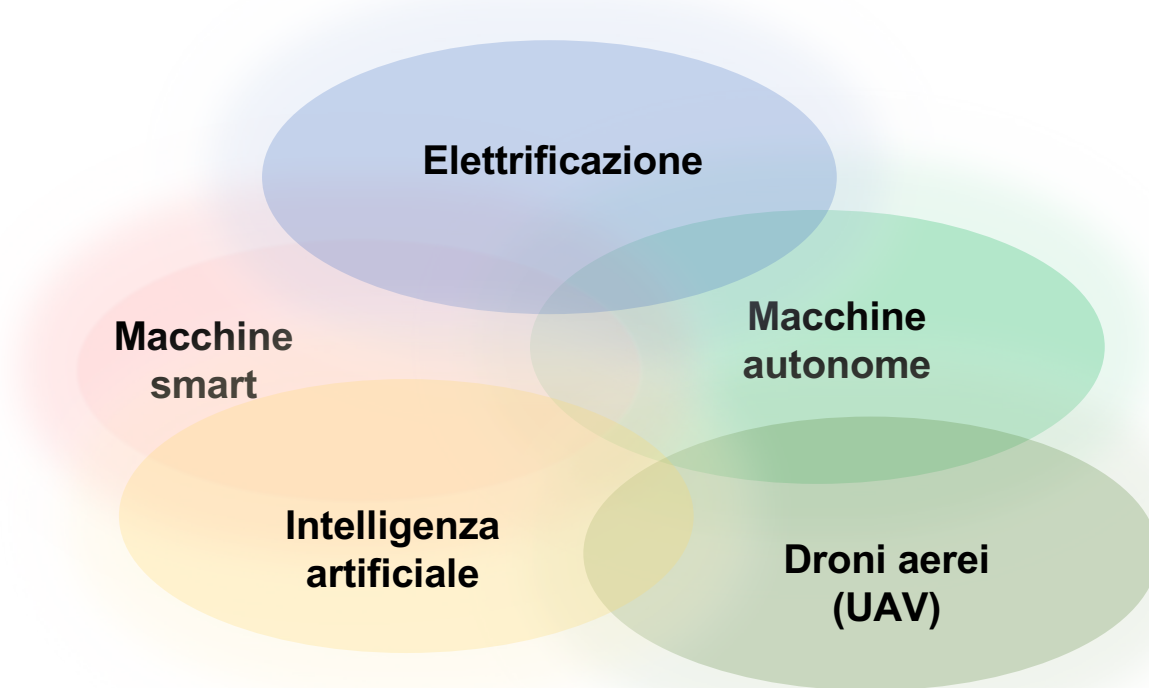 Elettrificazione
Macchine
smart
Macchine
autonome
Intelligenza
artificiale
Droni aerei
(UAV)